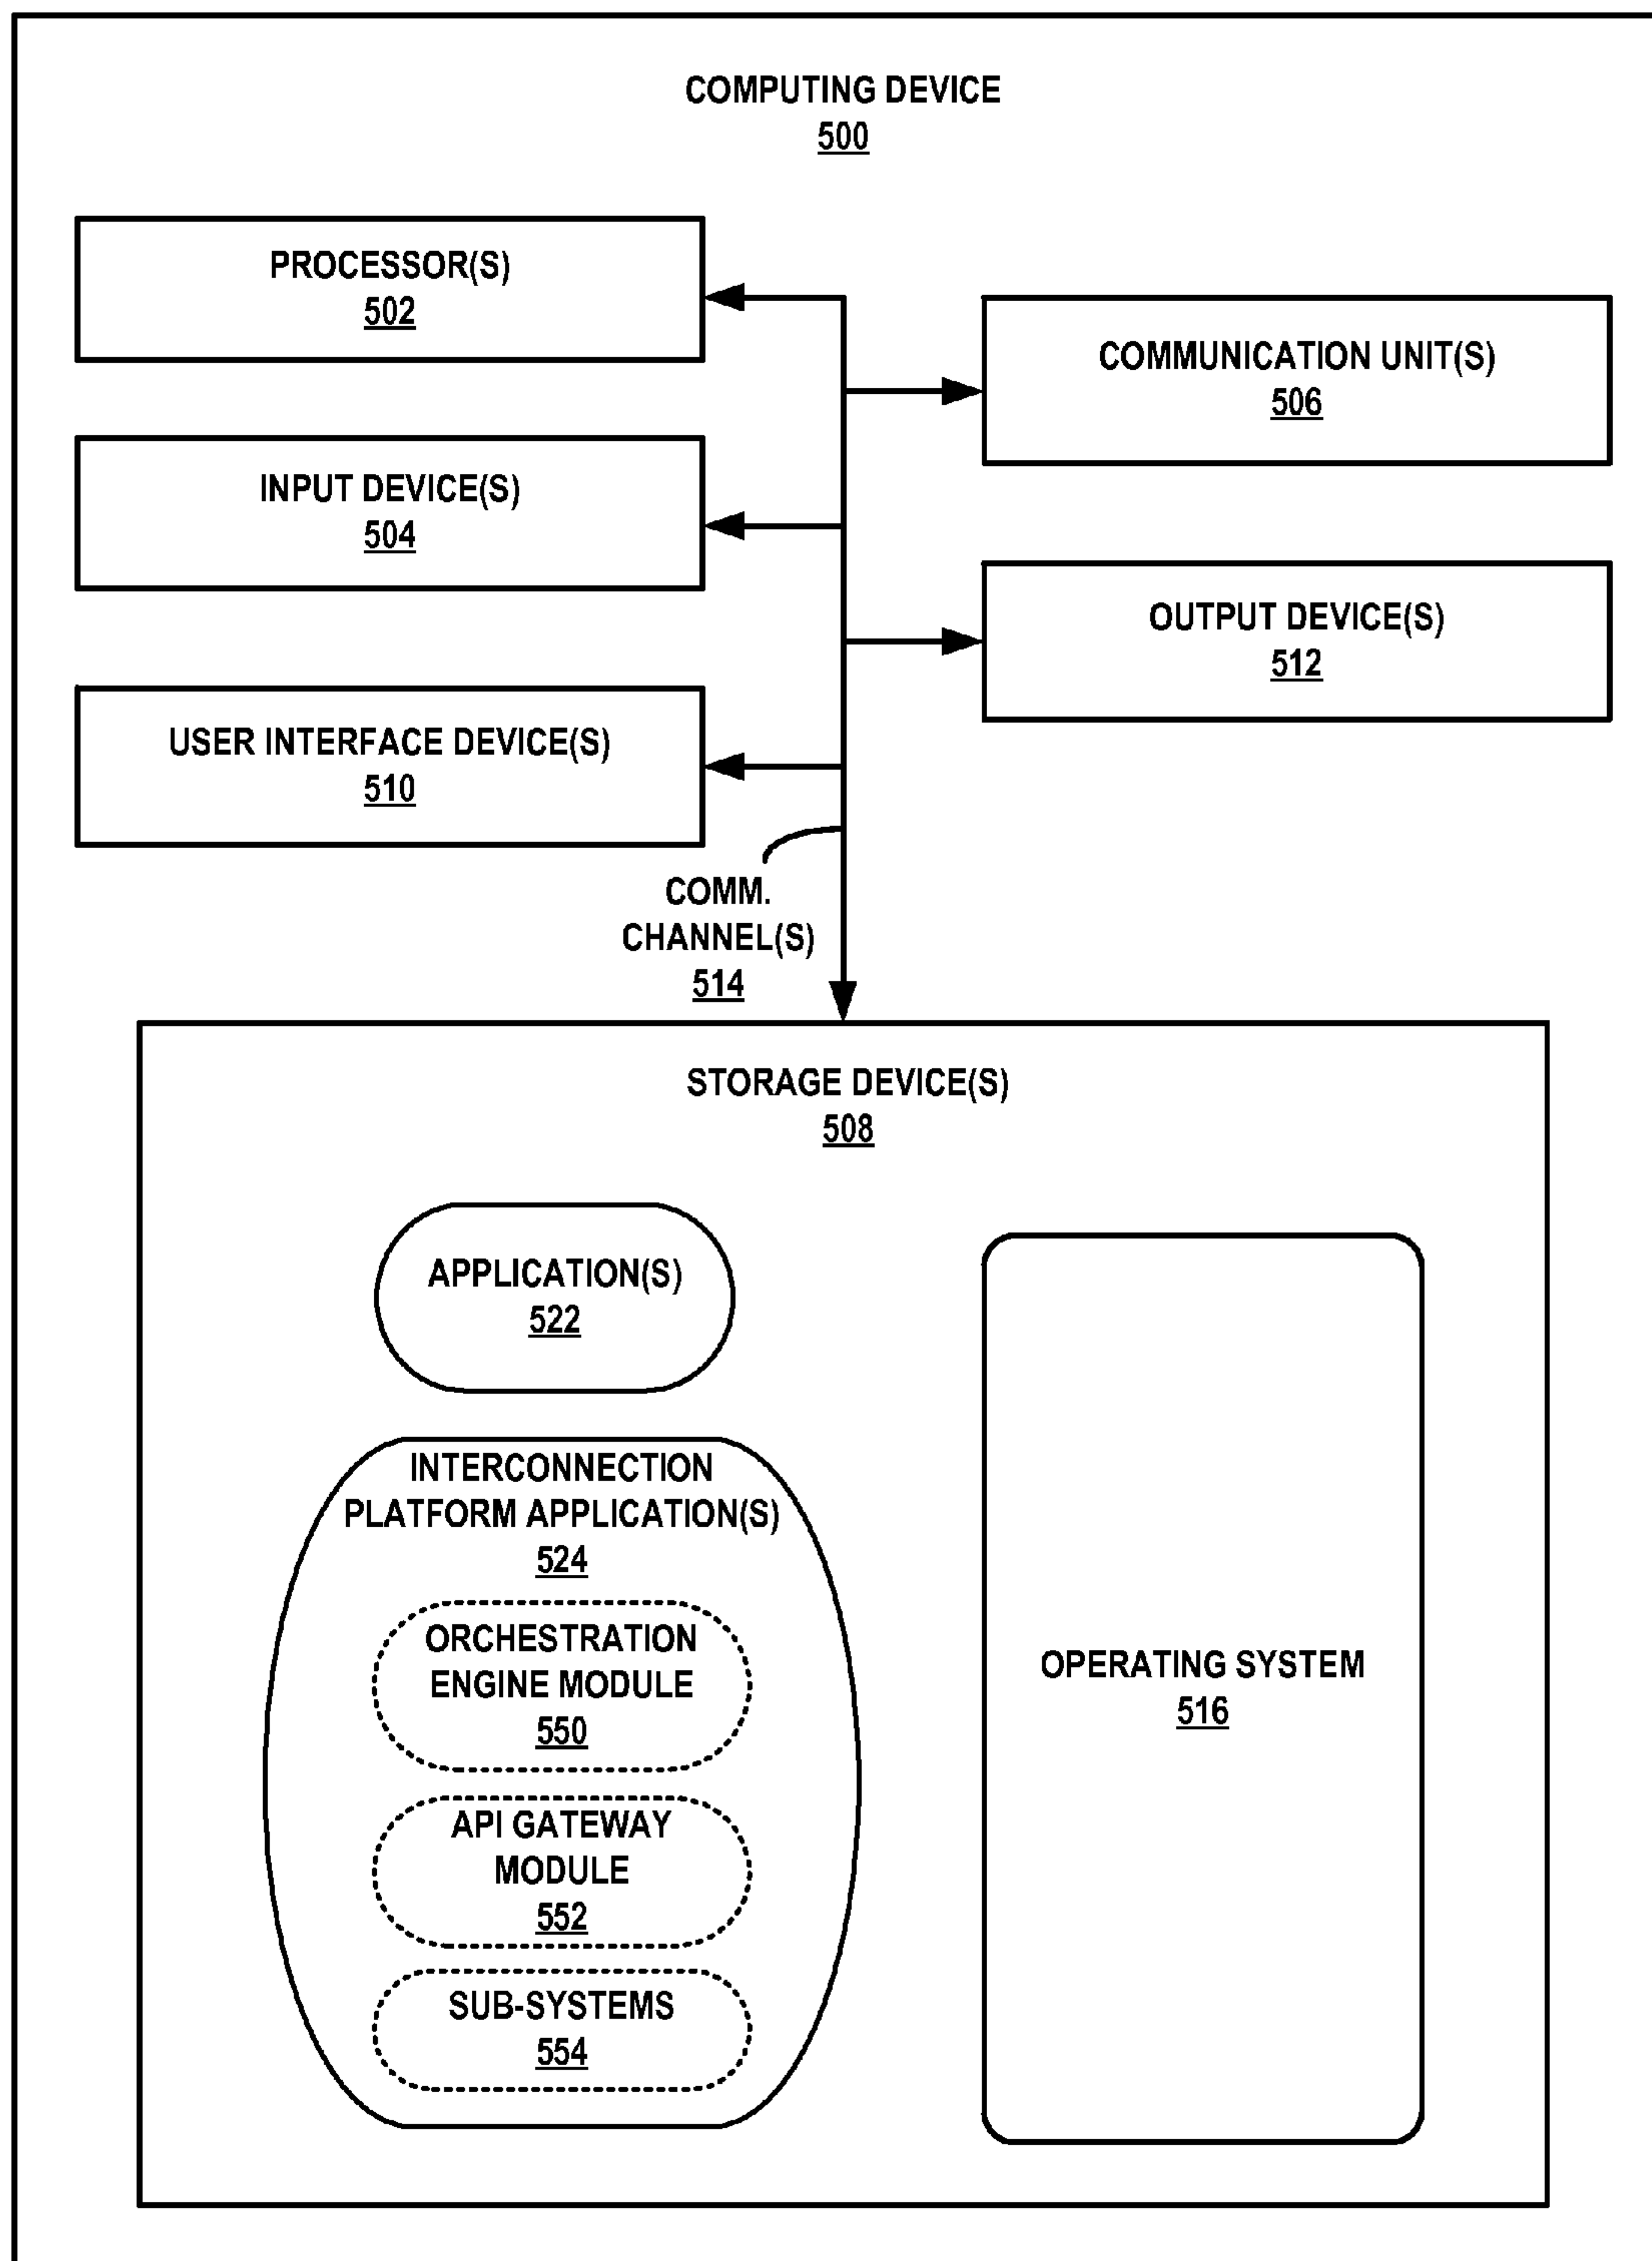 COMPUTING DEVICE
500
PROCESSOR(S)
502
COMMUNICATION UNIT(S)
506
INPUT DEVICE(S)
504
OUTPUT DEVICE(S)
512
USER INTERFACE DEVICE(S)
510
COMM.
CHANNEL(S)
514
STORAGE DEVICE(S)
508
APPLICATION(S)
522
INTERCONNECTION
PLATFORM APPLICATION(S)
524
ORCHESTRATION
ENGINE MODULE
550
API GATEWAY
MODULE
552
SUB-SYSTEMS
554
OPERATING SYSTEM
516